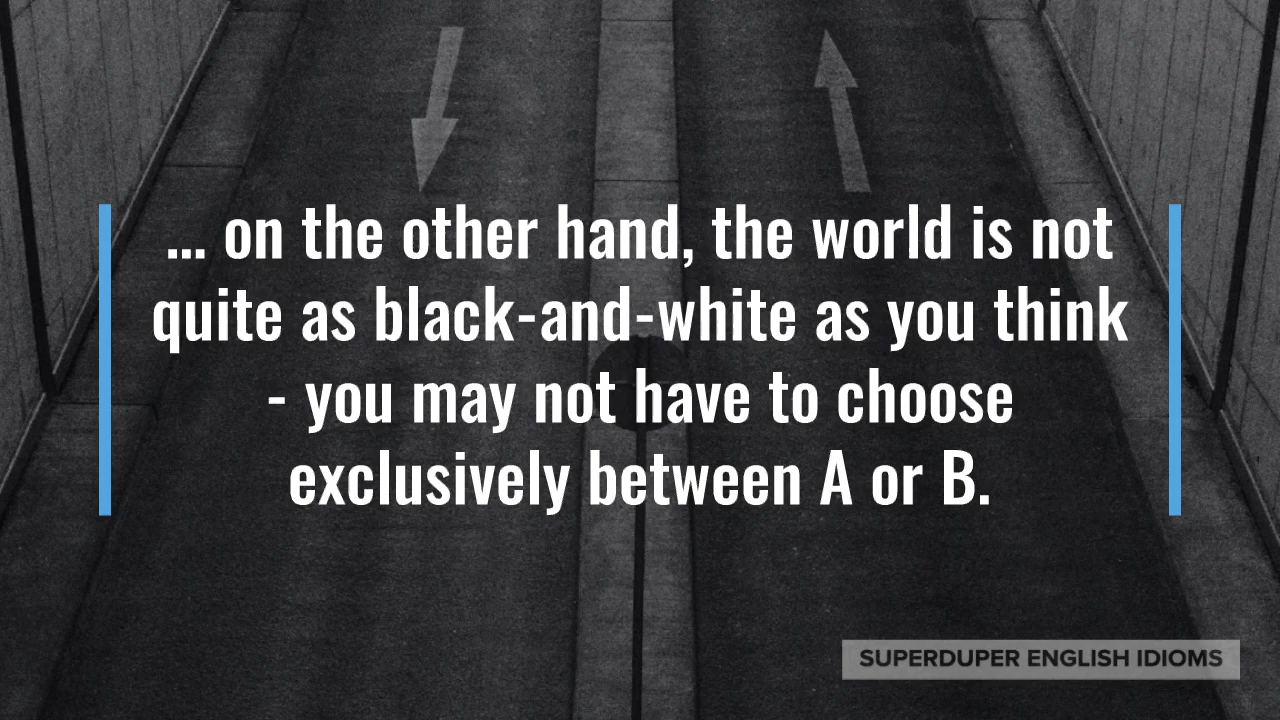 ... on the other hand, the world is not
quite as black-and-white as you think
- you may not have to choose
exclusively between A or B.
SUPERDUPER ENGLISH IDIOMS